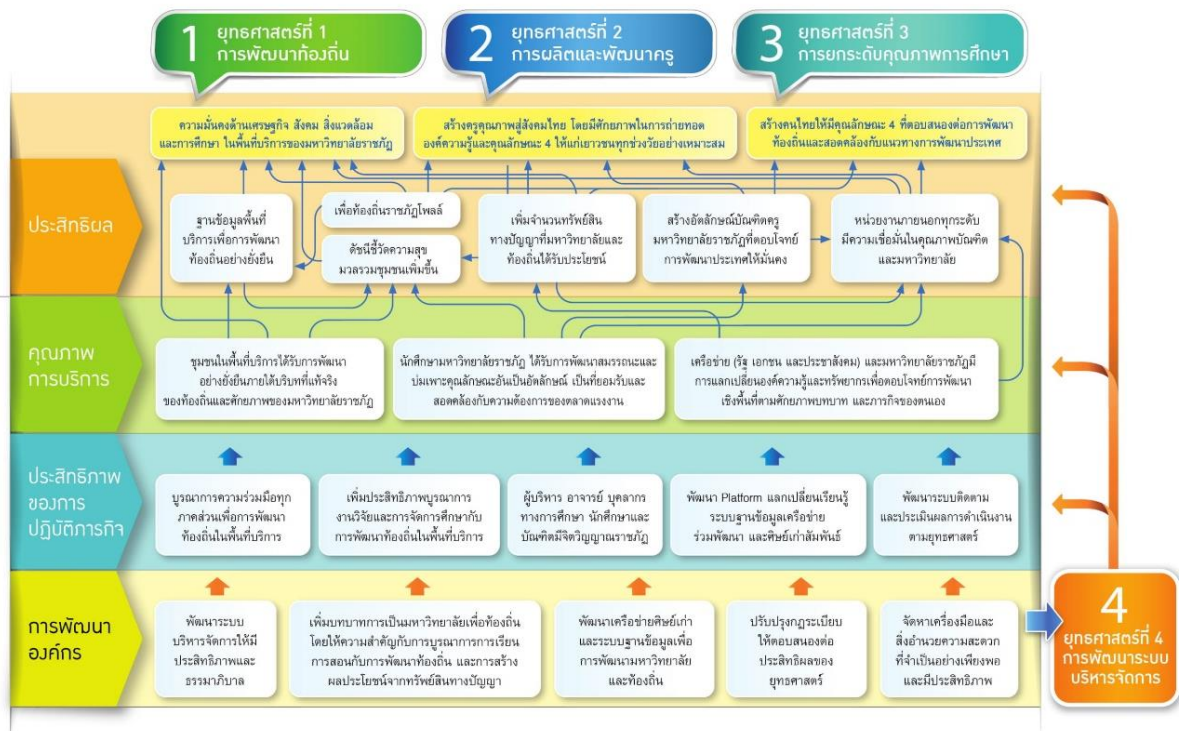 1
ยุทธศาสตร์ที่ 1
การพัฒนาท้องถิ่น
2
ยุทธศาสตร์ที่ 2
การผลิตและพัฒนาครู
3
ยุทธศาสตร์ที่ 3
การยกระดับคุณภาพการศึกษา
ความมั่นคงด้านเศรษฐกิจ สังคม สิ่งแวดล้อม
และการศึกษา ในพื้นที่บริการของมหาวิทยาลัยราชภัฏ
สร้างครูคุณภาพสู่สังคมไทย โดยมีศักยภาพในการถ่ายทอด
องค์ความรู้และคุณลักษณะ 4 ให้แก่เยาวชนทุกช่วงวัยอย่างเหมาะสม
สร้างคนไทยให้มีคุณลักษณะ 4 ที่ตอบสนองต่อการพัฒนา
ท้องถิ่นและสอดคล้องกับแนวทางการพัฒนาประเทศ
ประสิทธิผล
ฐานข้อมูลพื้นที่
บริการเพื่อการพัฒนา
ท้องถิ่นอย่างยั่งยืน
เพื่อท้องถิ่นราชภัฏโพลล์
ดัชนีชี้วัดความสุข
มวลรวมชุมชนเพิ่มขึ้น
เพิ่มจำนวนทรัพย์สิน
ทางปัญญาที่มหาวิทยาลัยและ
ท้องถิ่นได้รับประโยชน์
สร้างอัตลักษณ์บัณฑิตครู
มหาวิทยาลัยราชภัฏที่ตอบโจทย์
การพัฒนาประเทศให้มั่นคง
หน่วยงานภายนอกทุกระดับ
มีความเชื่อมั่นในคุณภาพบัณฑิต
และมหาวิทยาลัย
คุณภาพ
การบริการ
ชุมชนในพื้นที่บริการได้รับการพัฒนา
อย่างยั่งยืนภายใต้บริบทที่แท้จริง
ของท้องถิ่นและศักยภาพของมหาวิทยาลัยราชภัฏ
นักศึกษามหาวิทยาลัยราชภัฏ ได้รับการพัฒนาสมรรถนะและ
บ่มเพาะคุณลักษณะอันเป็นอัตลักษณ์ เป็นที่ยอมรับและ
สอดคล้องกับความต้องการของตลาดแรงงาน
เครือข่าย (รัฐ เอกชน และประชาสังคม) และมหาวิทยาลัยราชภัฏมี
การแลกเปลี่ยนองค์ความรู้และทรัพยากรเพื่อตอบโจทย์การพัฒนา
เชิงพื้นที่ตามศักยภาพบทบาท และภารกิจของตนเอง
ประสิทธิภาพ
ของการ
ปฏิบัติภารกิจ
บูรณาการความร่วมมือทุก
ภาคส่วนเพื่อการพัฒนา
ท้องถิ่นในพื้นที่บริการ
เพิ่มประสิทธิภาพบูรณาการ
งานวิจัยและการจัดการศึกษากับ
การพัฒนาท้องถิ่นในพื้นที่บริการ
ผู้บริหาร อาจารย์ บุคลากร
ทางการศึกษา นักศึกษาและ
บัณฑิตมีจิตวิญญาณราชภัฏ
พัฒนา Platform แลกเปลี่ยนเรียนรู้
ระบบฐานข้อมูลเครือข่าย
ร่วมพัฒนา และศิษย์เก่าสัมพันธ์
พัฒนาระบบติดตาม
และประเมินผลการดำเนินงาน
ตามยุทธศาสตร์
การพัฒนา
องค์กร
พัฒนาระบบ
บริหารจัดการให้มี
ประสิทธิภาพและ
ธรรมาภิบาล
เพิ่มบทบาทการเป็นมหาวิทยาลัยเพื่อท้องถิ่น
โดยให้ความสำคัญกับการบูรณาการการเรียน
การสอนกับการพัฒนาท้องถิ่น และการสร้าง
ผลประโยชน์จากทรัพย์สินทางปัญญา
พัฒนาเครือข่ายศิษย์เก่า
และระบบฐานข้อมูลเพื่อ
การพัฒนามหาวิทยาลัย
และท้องถิ่น
ปรับปรุงกฎระเบียบ
ให้ตอบสนองต่อ
ประสิทธิผลของ
ยุทธศาสตร์
จัดหาเครื่องมือและ
สิ่งอำนวยความสะดวก
ที่จำเป็นอย่างเพียงพอ
และมีประสิทธิภาพ
4
ยุทธศาสตร์ที่ 4
การพัฒนาระบบ
บริหารจัดการ